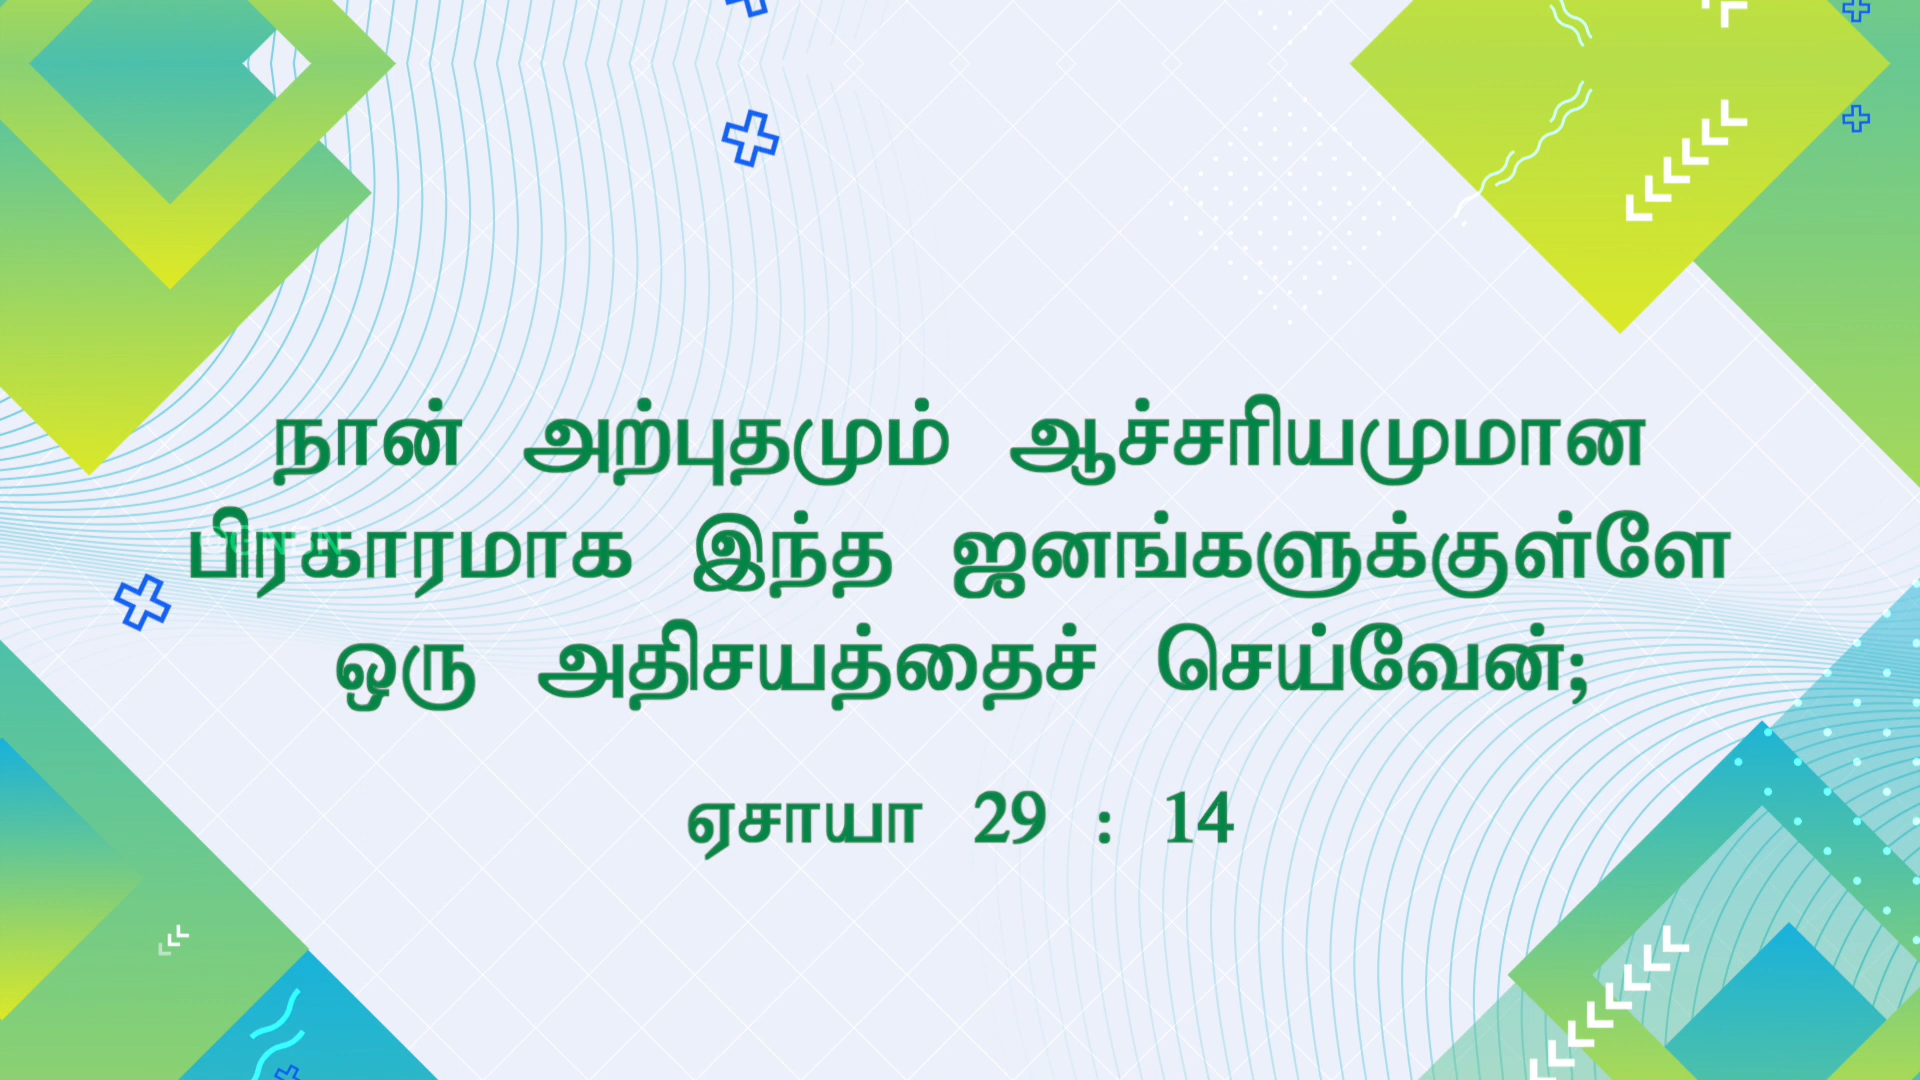 நான் அற்புதமும் ஆச்சரியமுமான
பிரகாரமாக இந்த ஜனங்களுக்குள்ளே
ஒரு அதிசயத்தைச் செய்வேன்;
ஏசாயா 29 : 14